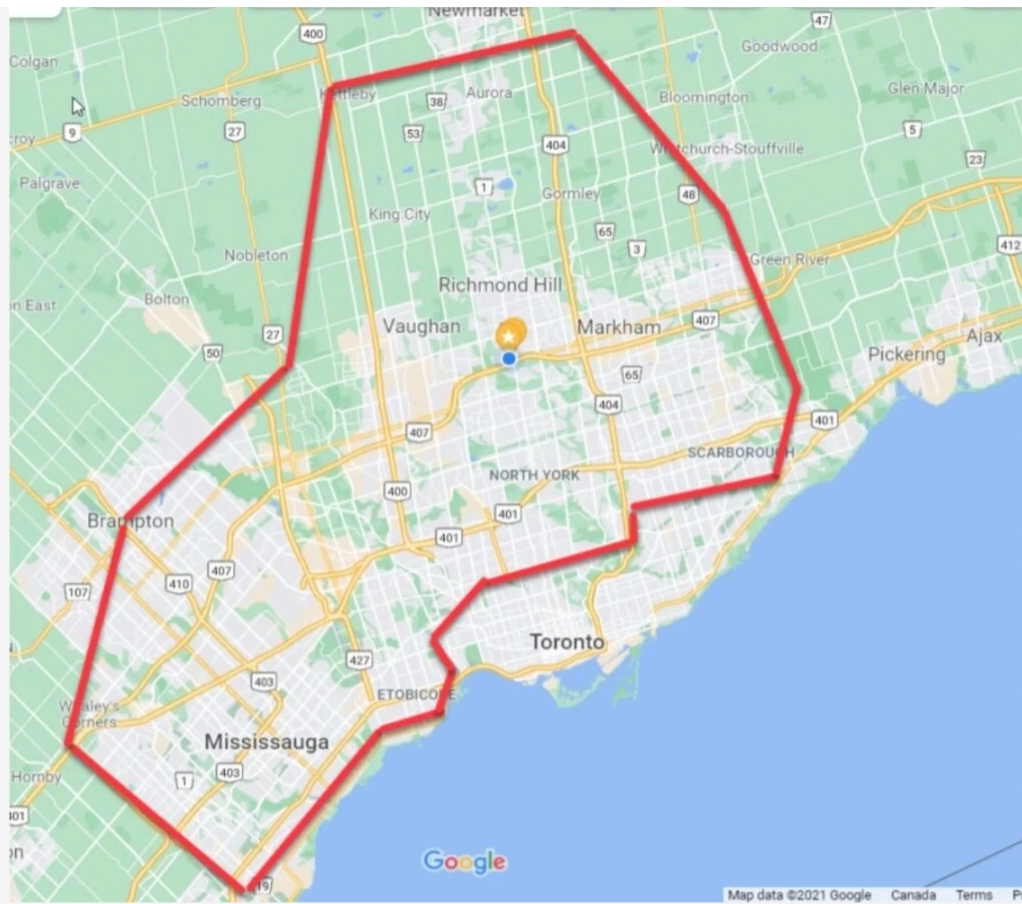 Newmarket
47
400
Colgan
Goodwood
Schomberg
Kettleby
38
Aurora
Bloomington
Glen Major
9
27
53
5
404
Whitchurch-Stouffville
23
Palgrave
1
Gormley
48
King City
65
3
412
Nobleton
Green River
Richmond Hill
Bolton
27
Vaughan
Markham
407
50
Ajax
Pickering
65
404
407
401
SCARBOROUGH
NORTH YORK
400
401
Brampton
401
410
407
107
Toronto
427
403
ETOBICOKE
Whaley's
Corners
Mississauga
Hornby
1
403
401
19
Google
Map data ©2021 Google Canada Terms